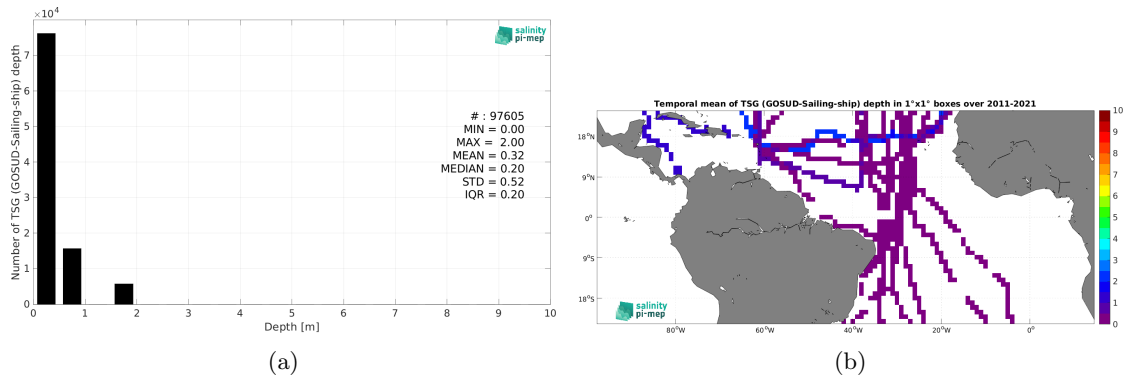 ×10⁴
Number of TSG (GOSUD-Sailing-ship) depth
7
6
5
4
3
2
1
0
salinity
pi-mep
# : 97605
MIN = 0.00
MAX = 2.00
MEAN = 0.32
MEDIAN = 0.20
STD = 0.52
IQR = 0.20
0 1 2 3 4 5 6 7 8 9 10
Depth [m]
(a)
Temporal mean of TSG (GOSUD-Sailing-ship) depth in 1°x1° boxes over 2011-2021
18°N
9°N
0°
9°S
18°S
salinity
pi-mep
80°W 60°W 40°W 20°W 0°
10
9
8
7
6
5
4
3
2
1
0
(b)